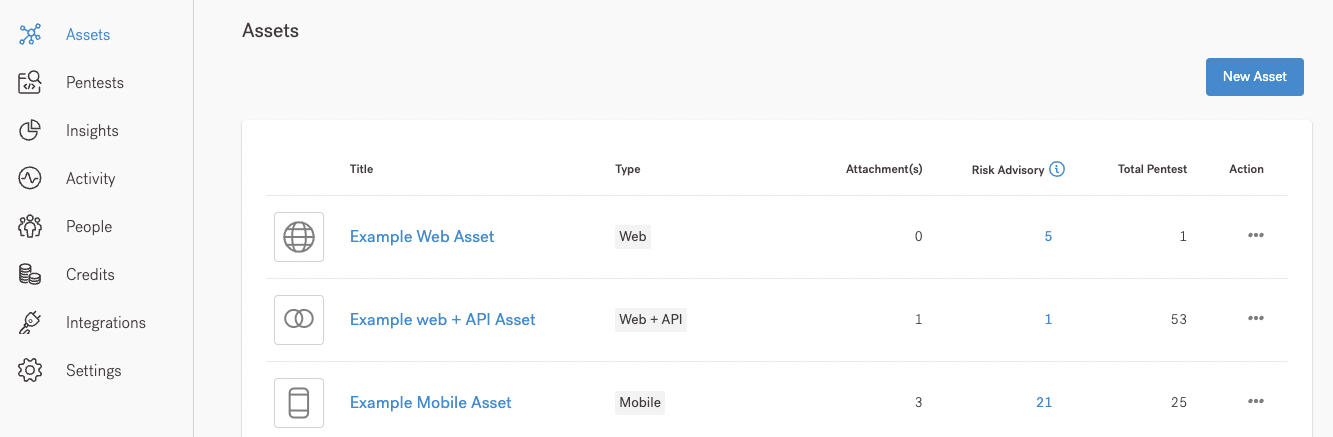 Assets
Pentests
Insights
Activity
People
Credits
Integrations
Settings
Assets
New Asset
Title Type Attachment(s) Risk Advisory Total Pentest Action
Example Web Asset Web 0 5 1
Example web + API Asset Web + API 1 1 53
Example Mobile Asset Mobile 3 21 25